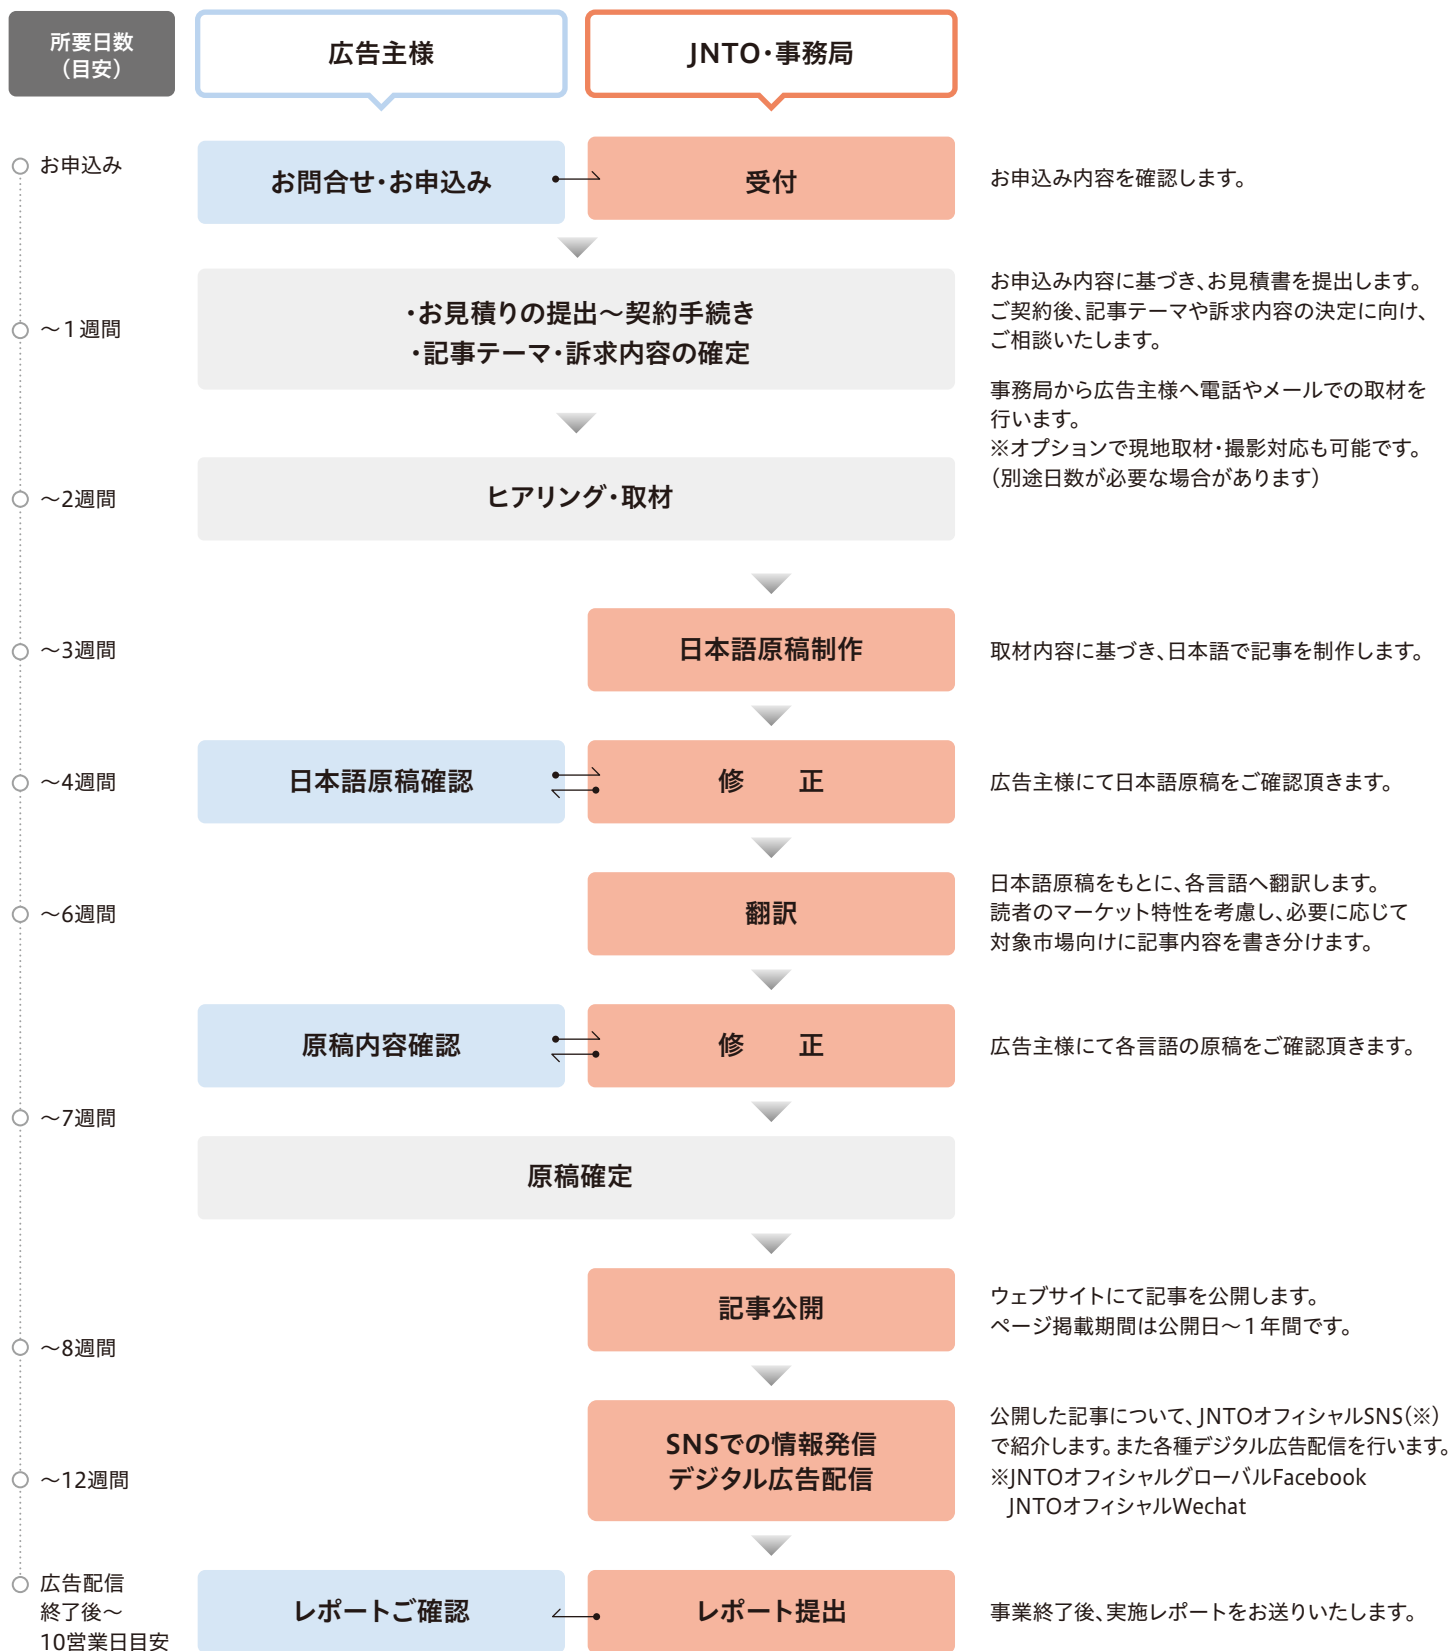 所要日数
（目安）
広告主様
JNTO・事務局
お申込み
お問合せ・お申込み
受付
お申込み内容を確認します。
～１週間
・お見積りの提出～契約手続き
・記事テーマ・訴求内容の確定
お申込み内容に基づき、お見積書を提出します。
ご契約後、記事テーマや訴求内容の決定に向け、
ご相談いたします。
～2週間
ヒアリング・取材
事務局から広告主様へ電話やメールでの取材を
行います。
※オプションで現地取材・撮影対応も可能です。
（別途日数が必要な場合があります）
～3週間
日本語原稿制作
取材内容に基づき、日本語で記事を制作します。
～4週間
日本語原稿確認
修　正
広告主様にて日本語原稿をご確認頂きます。
～6週間
翻訳
日本語原稿をもとに、各言語へ翻訳します。
読者のマーケット特性を考慮し、必要に応じて
対象市場向けに記事内容を書き分けます。
原稿内容確認
修　正
広告主様にて各言語の原稿をご確認頂きます。
～7週間
原稿確定
記事公開
ウェブサイトにて記事を公開します。
ページ掲載期間は公開日～１年間です。
～8週間
SNSでの情報発信
デジタル広告配信
公開した記事について、JNTOオフィシャルSNS（※）
で紹介します。また各種デジタル広告配信を行います。
※JNTOオフィシャルグローバルFacebook
JNTOオフィシャルWechat
～12週間
広告配信
終了後～
10営業日目安
レポートご確認
レポート提出
事業終了後、実施レポートをお送りいたします。